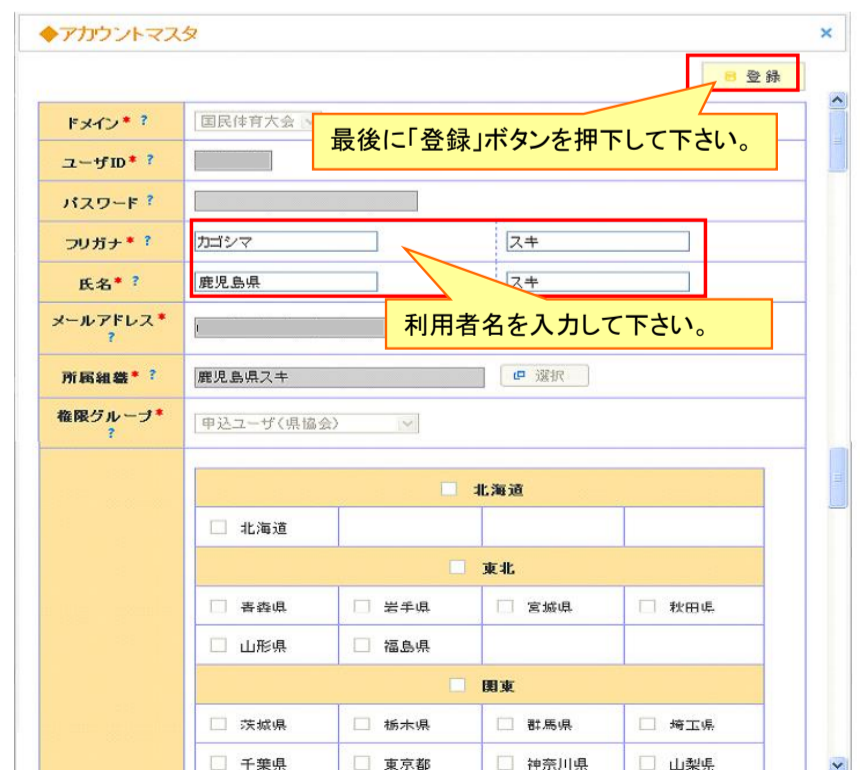 ◆アカウントマスタ ×
登録
最後に「登録」ボタンを押下して下さい。
ドメイン* ? 国民体育大会
ユーザID* ?
パスワード ?
フリガナ* ? カゴシマ スキ
氏名* ? 鹿児島県 スキ
利用者名を入力して下さい。
メールアドレス* ?
所属組織* ? 鹿児島県スキ 選択
権限グループ* ? 申込ユーザ(県協会)
北海道
北海道
東北
青森県 岩手県 宮城県 秋田県
山形県 福島県
関東
茨城県 栃木県 群馬県 埼玉県
千葉県 東京都 神奈川県 山梨県